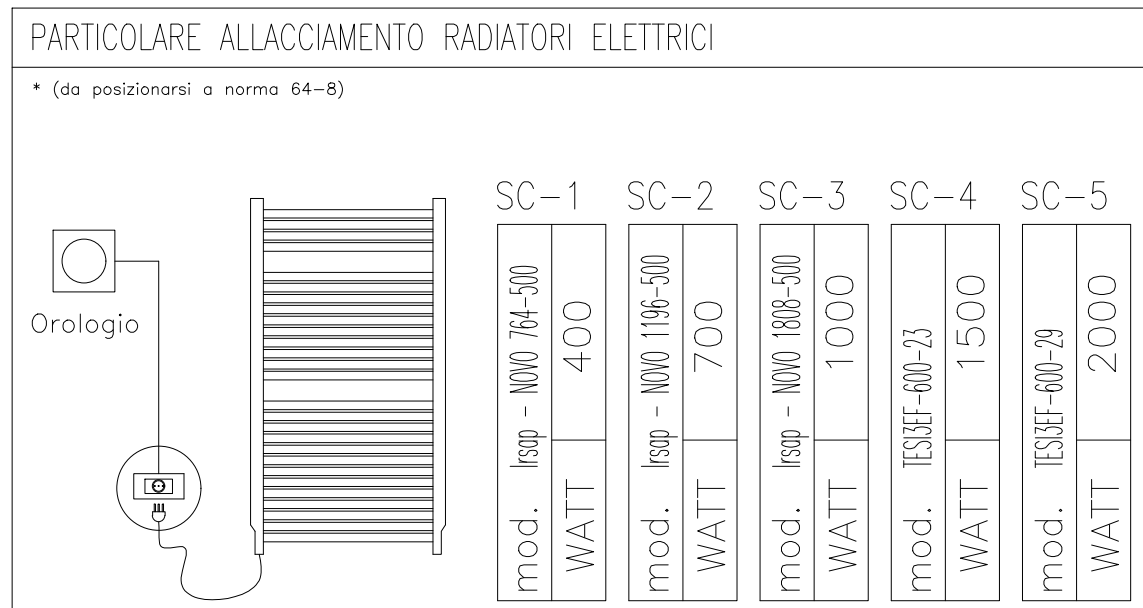 PARTICOLARE ALLACCIAMENTO RADIATORI ELETTRICI
* (da posizionarsi a norma 64-8)
Orologio
SC-1
mod. Irsap - NOVO 764-500
WATT 400
SC-2
mod. Irsap - NOVO 1196-500
WATT 700
SC-3
mod. Irsap - NOVO 1808-500
WATT 1000
SC-4
mod. TESI3EF-600-23
WATT 1500
SC-5
mod. TESI3EF-600-29
WATT 2000